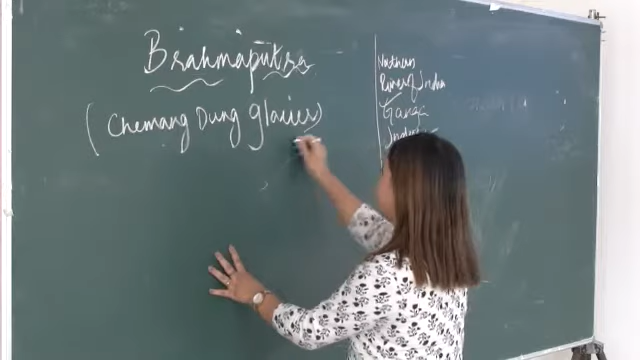 Brahmaputra
(Chemang Dung Glacier)
Northern
River of India
Ganga
Indus